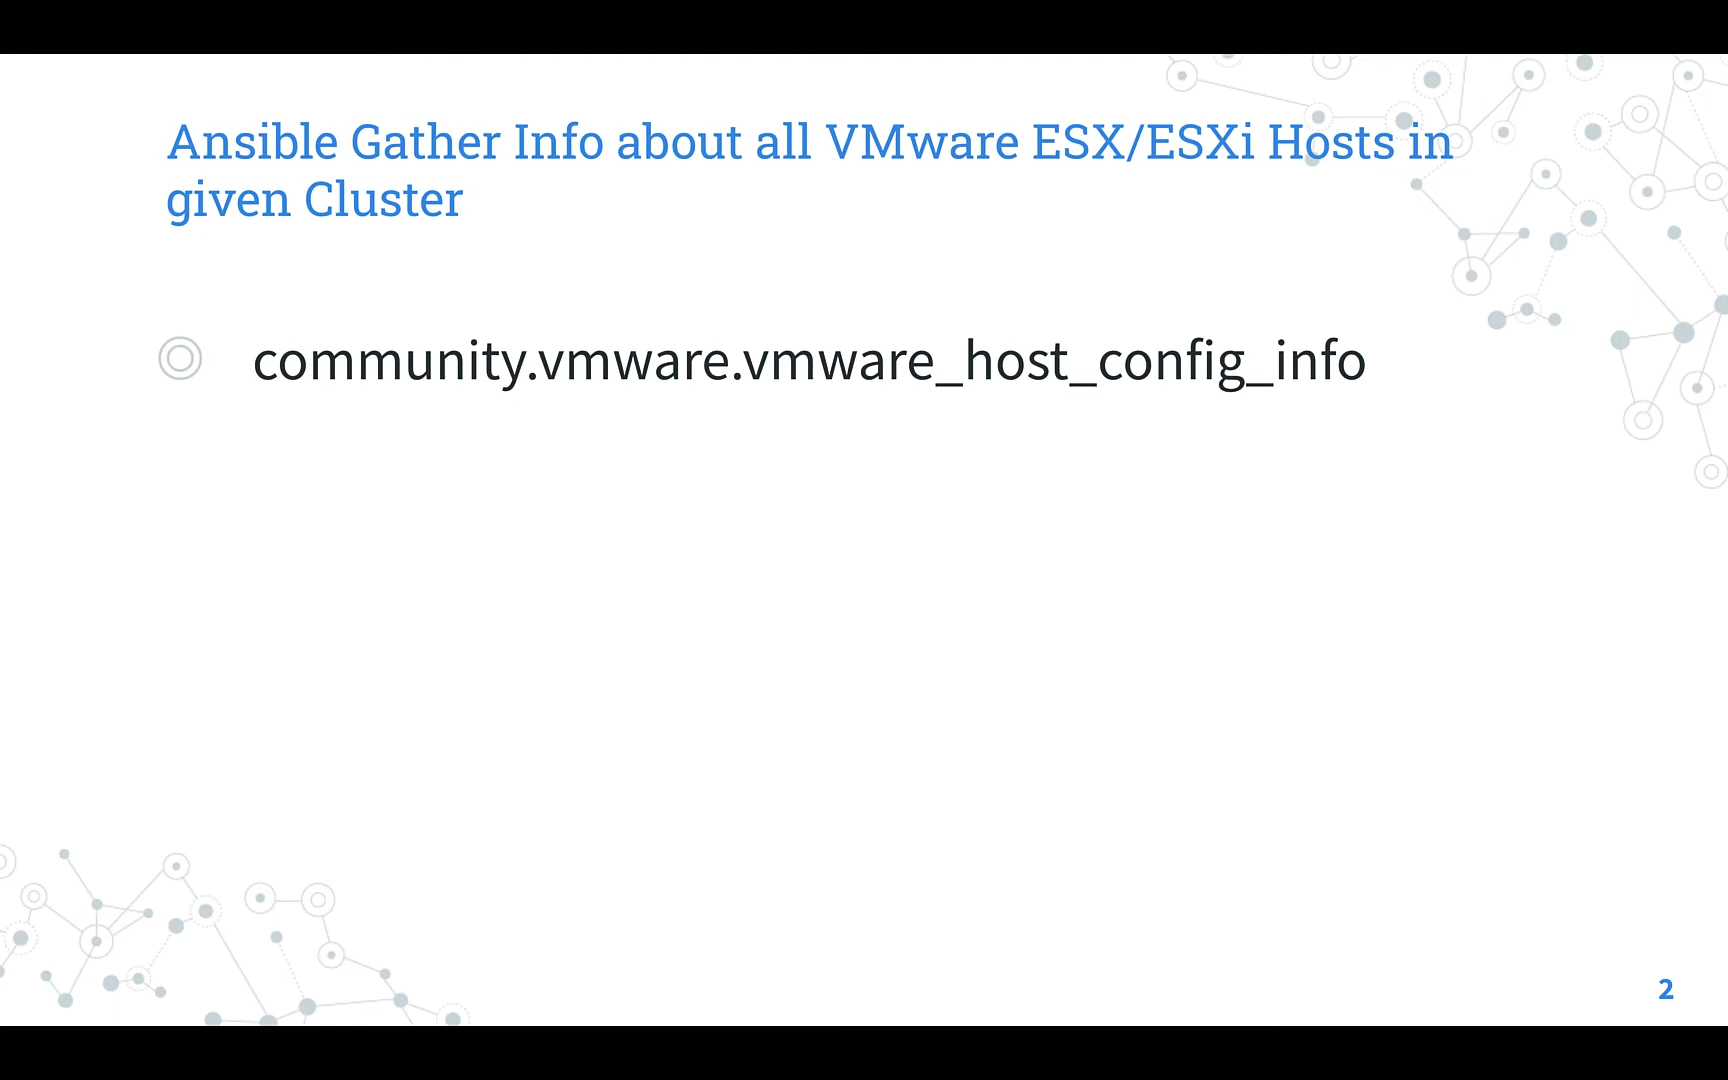 Ansible Gather Info about all VMware ESX/ESXi Hosts in
given Cluster
community.vmware.vmware_host_config_info
2